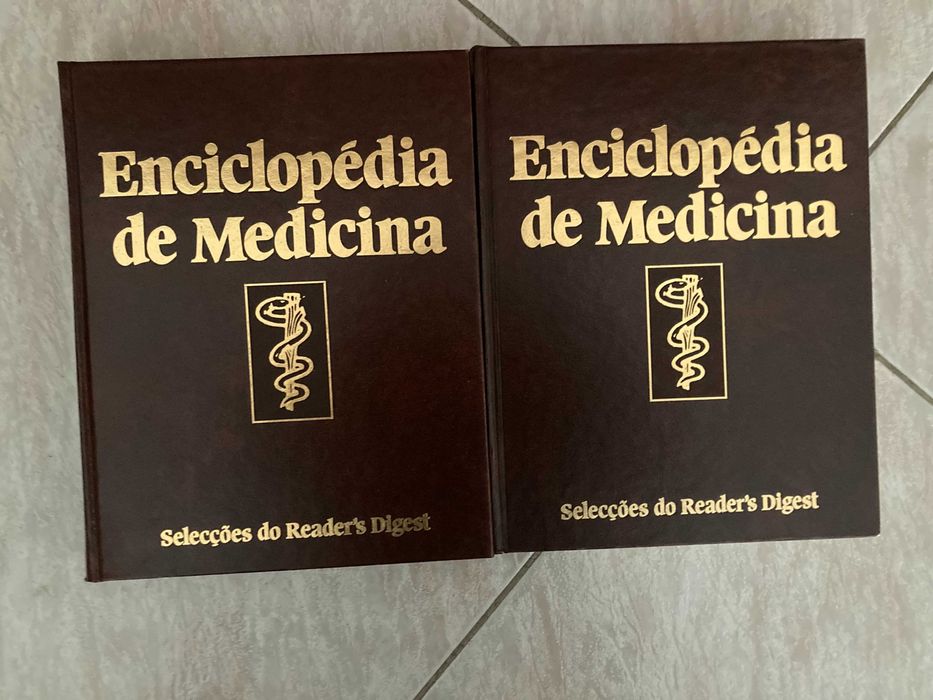 Enciclopédia
de Medicina
Selecções do Reader's Digest
Enciclopédia
de Medicina
Selecções do Reader's Digest